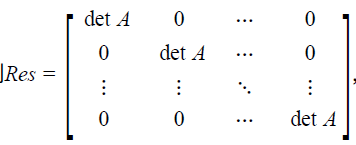 ⌋Res = [ det A 0 ⋯ 0
0 det A ⋯ 0
⋮ ⋮ ⋱ ⋮
0 0 ⋯ det A ],